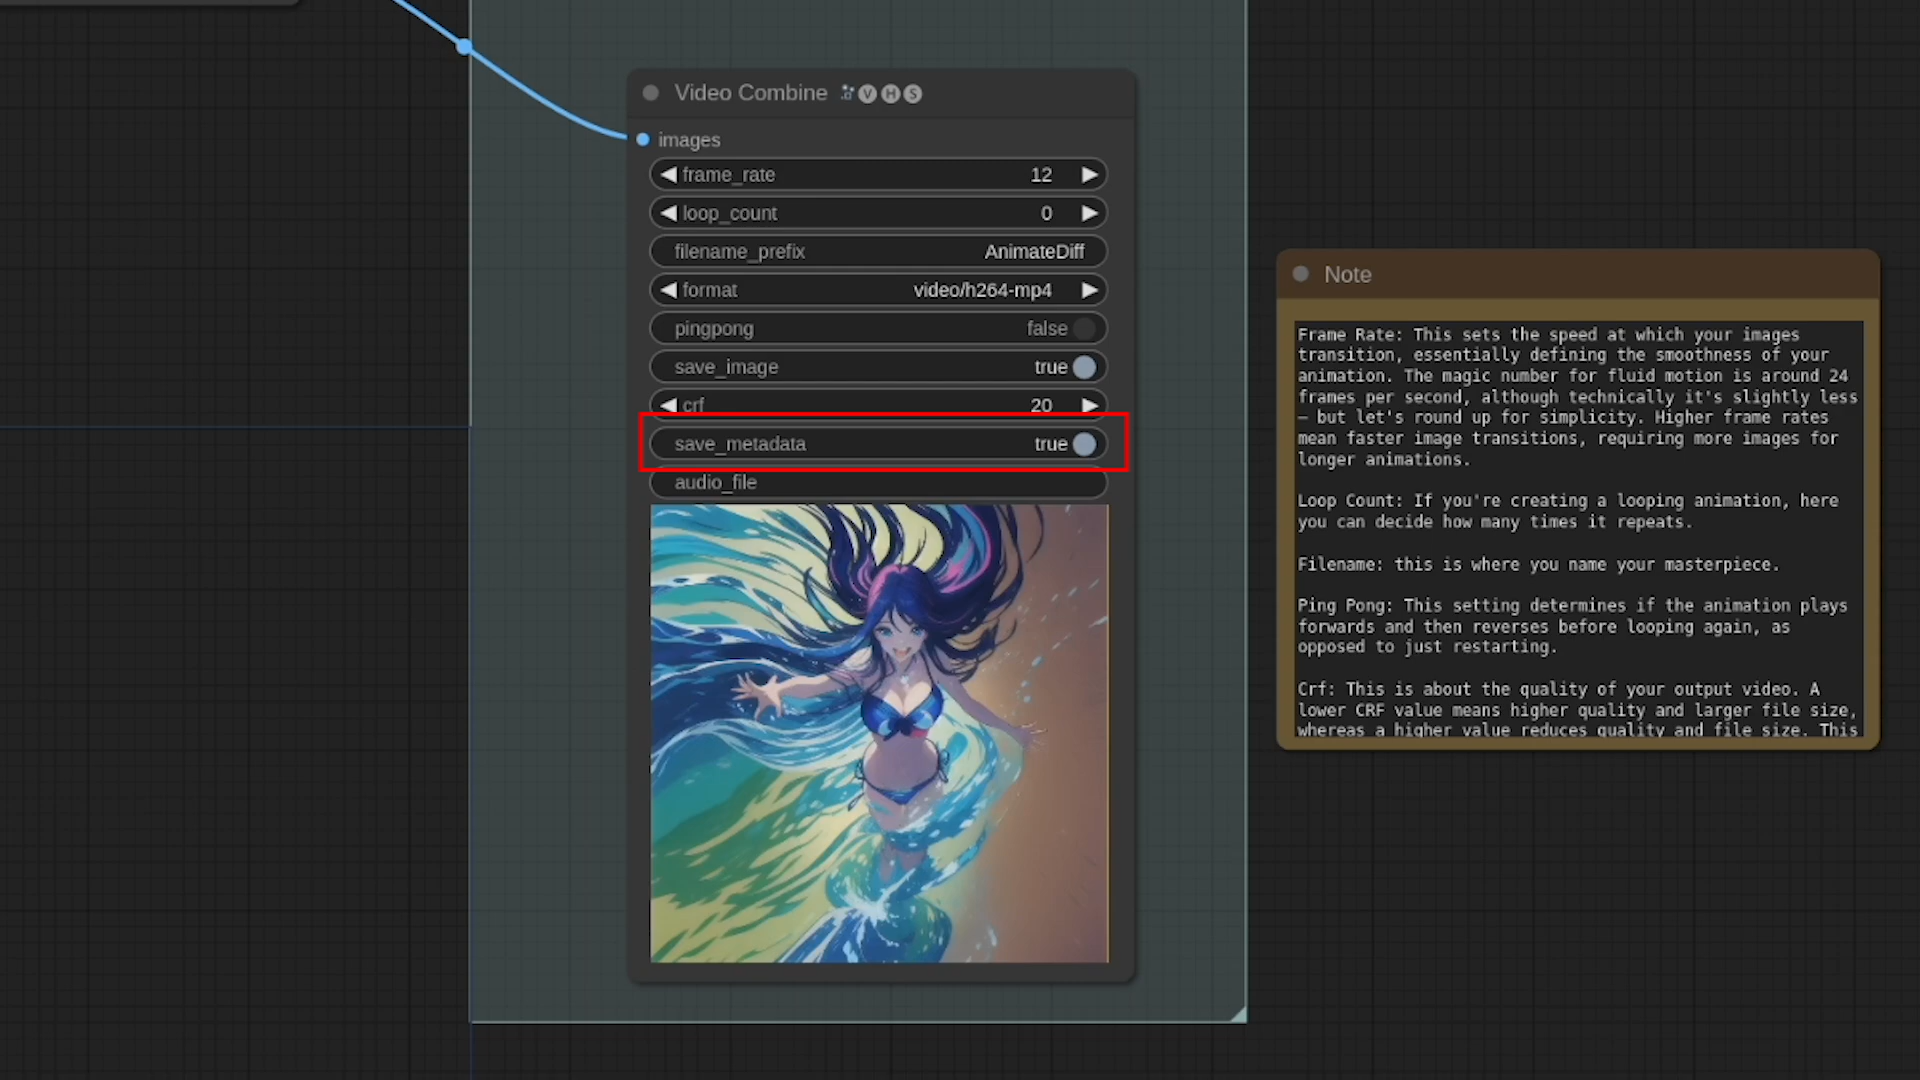 Video Combine VHS
images
frame_rate 12
loop_count 0
filename_prefix AnimateDiff
format video/h264-mp4
pingpong false
save_image true
crf 20
save_metadata true
audio_file
Note
Frame Rate: This sets the speed at which your images
transition, essentially defining the smoothness of your
animation. The magic number for fluid motion is around 24
frames per second, although technically it's slightly less
— but let's round up for simplicity. Higher frame rates
mean faster image transitions, requiring more images for
longer animations.
Loop Count: If you're creating a looping animation, here
you can decide how many times it repeats.
Filename: this is where you name your masterpiece.
Ping Pong: This setting determines if the animation plays
forwards and then reverses before looping again, as
opposed to just restarting.
Crf: This is about the quality of your output video. A
lower CRF value means higher quality and larger file size,
whereas a higher value reduces quality and file size. This